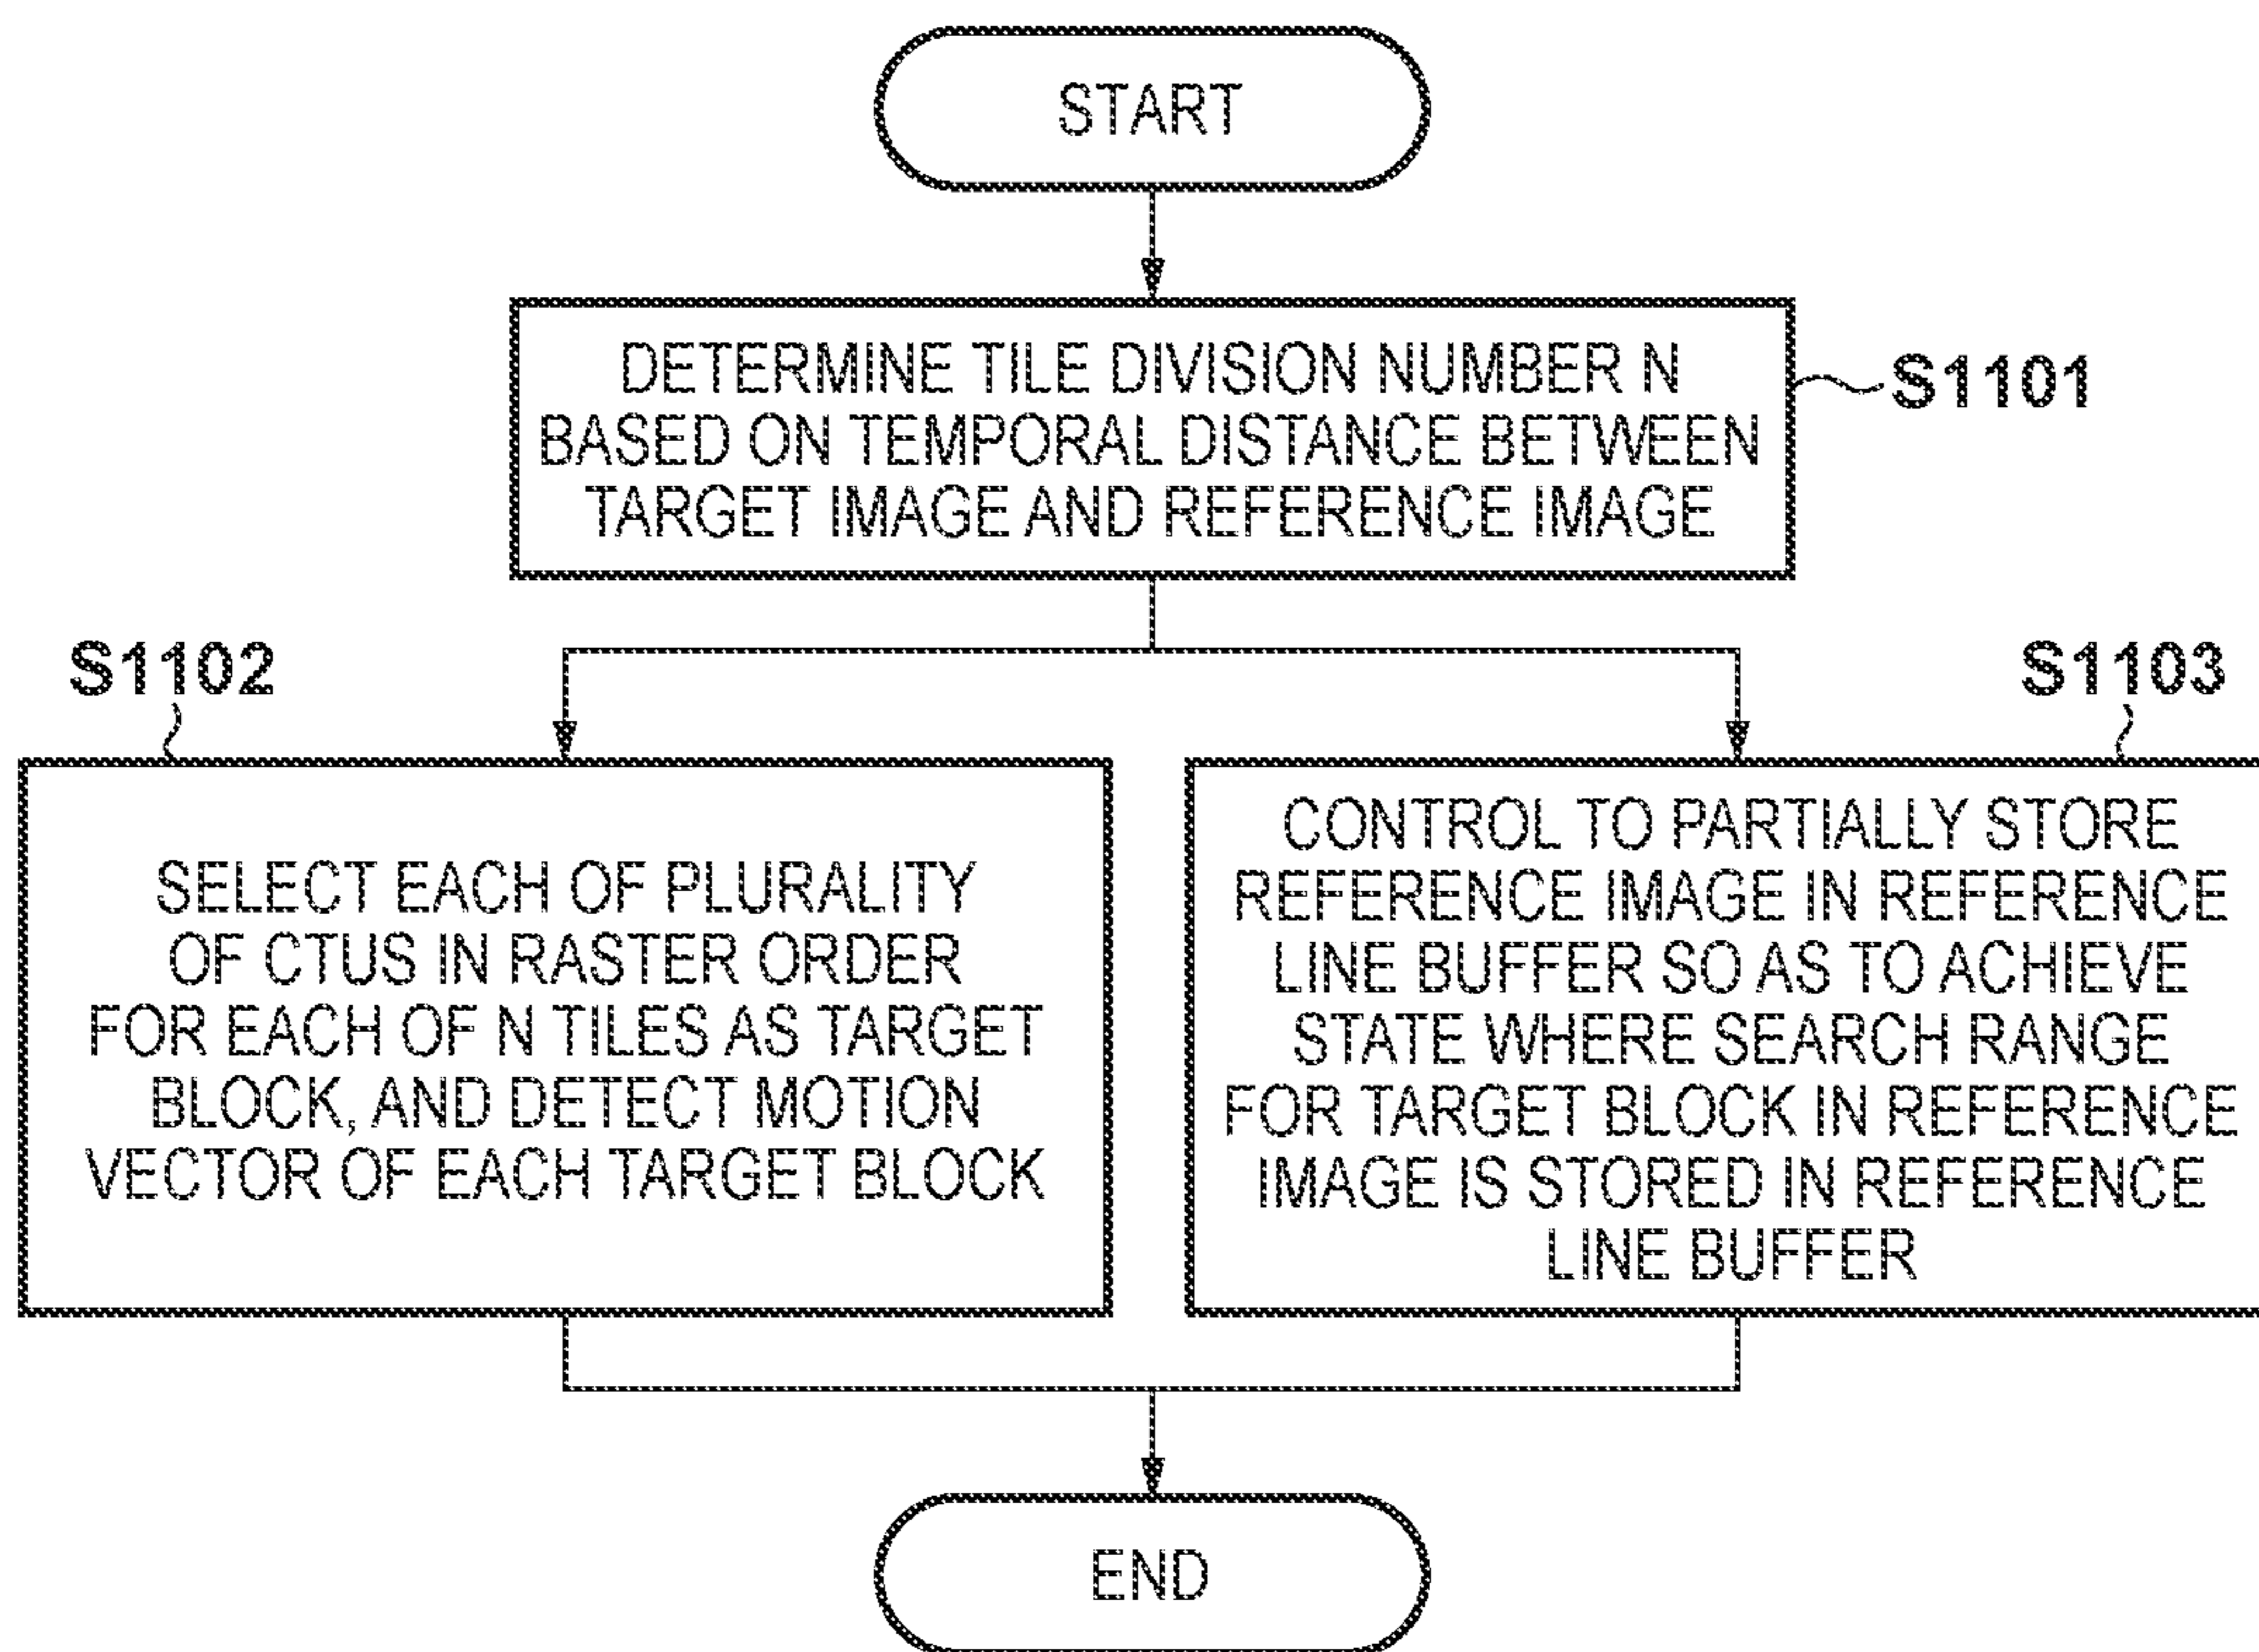 START
DETERMINE TILE DIVISION NUMBER N
BASED ON TEMPORAL DISTANCE BETWEEN
TARGET IMAGE AND REFERENCE IMAGE
S1101
S1102
SELECT EACH OF PLURALITY
OF CTUS IN RASTER ORDER
FOR EACH OF N TILES AS TARGET
BLOCK, AND DETECT MOTION
VECTOR OF EACH TARGET BLOCK
S1103
CONTROL TO PARTIALLY STORE
REFERENCE IMAGE IN REFERENCE
LINE BUFFER SO AS TO ACHIEVE
STATE WHERE SEARCH RANGE
FOR TARGET BLOCK IN REFERENCE
IMAGE IS STORED IN REFERENCE
LINE BUFFER
END